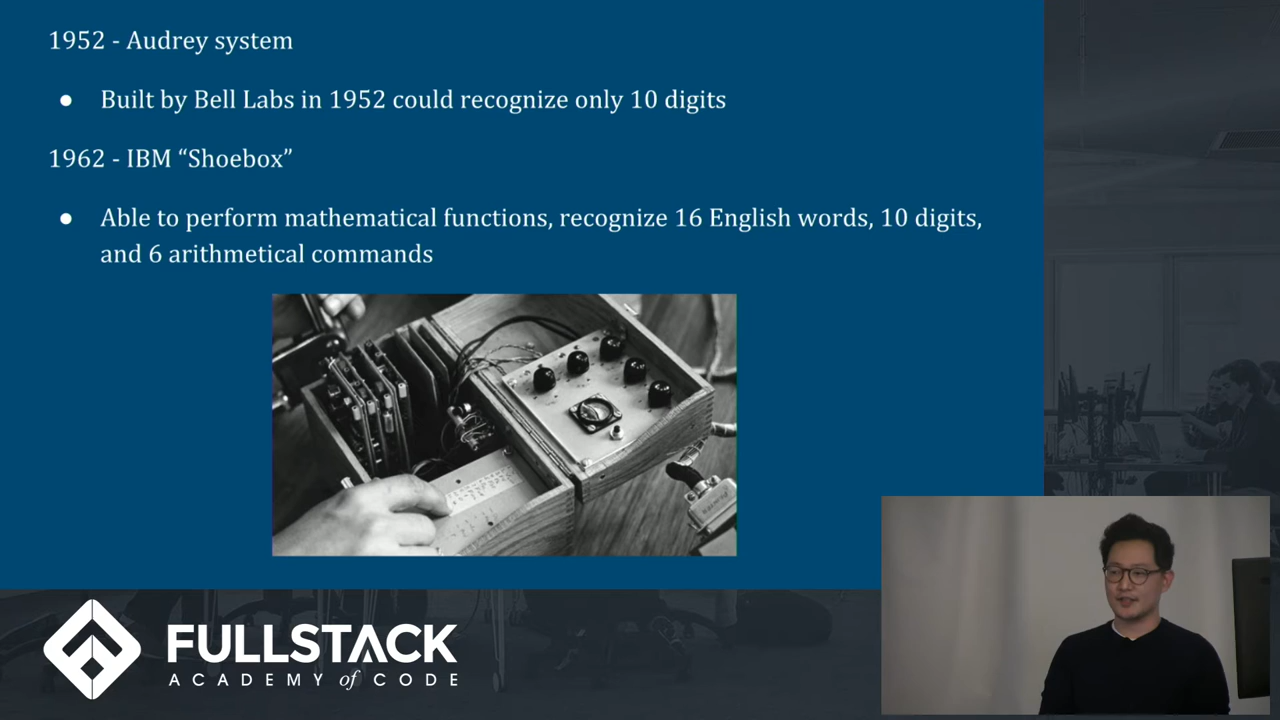 1952 - Audrey system
● Built by Bell Labs in 1952 could recognize only 10 digits
1962 - IBM “Shoebox”
● Able to perform mathematical functions, recognize 16 English words, 10 digits,
and 6 arithmetical commands
FULLSTACK
ACADEMY of CODE